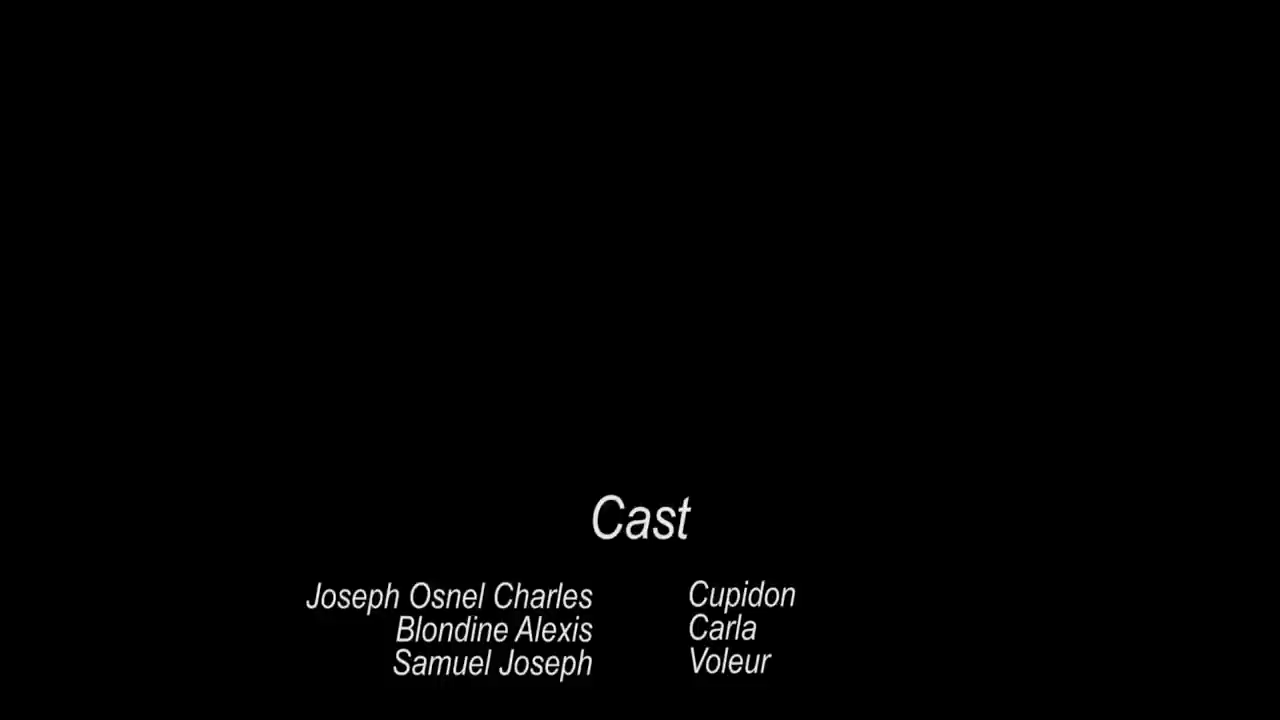 Cast
Joseph Osnel Charles Cupidon
Blondine Alexis Carla
Samuel Joseph Voleur